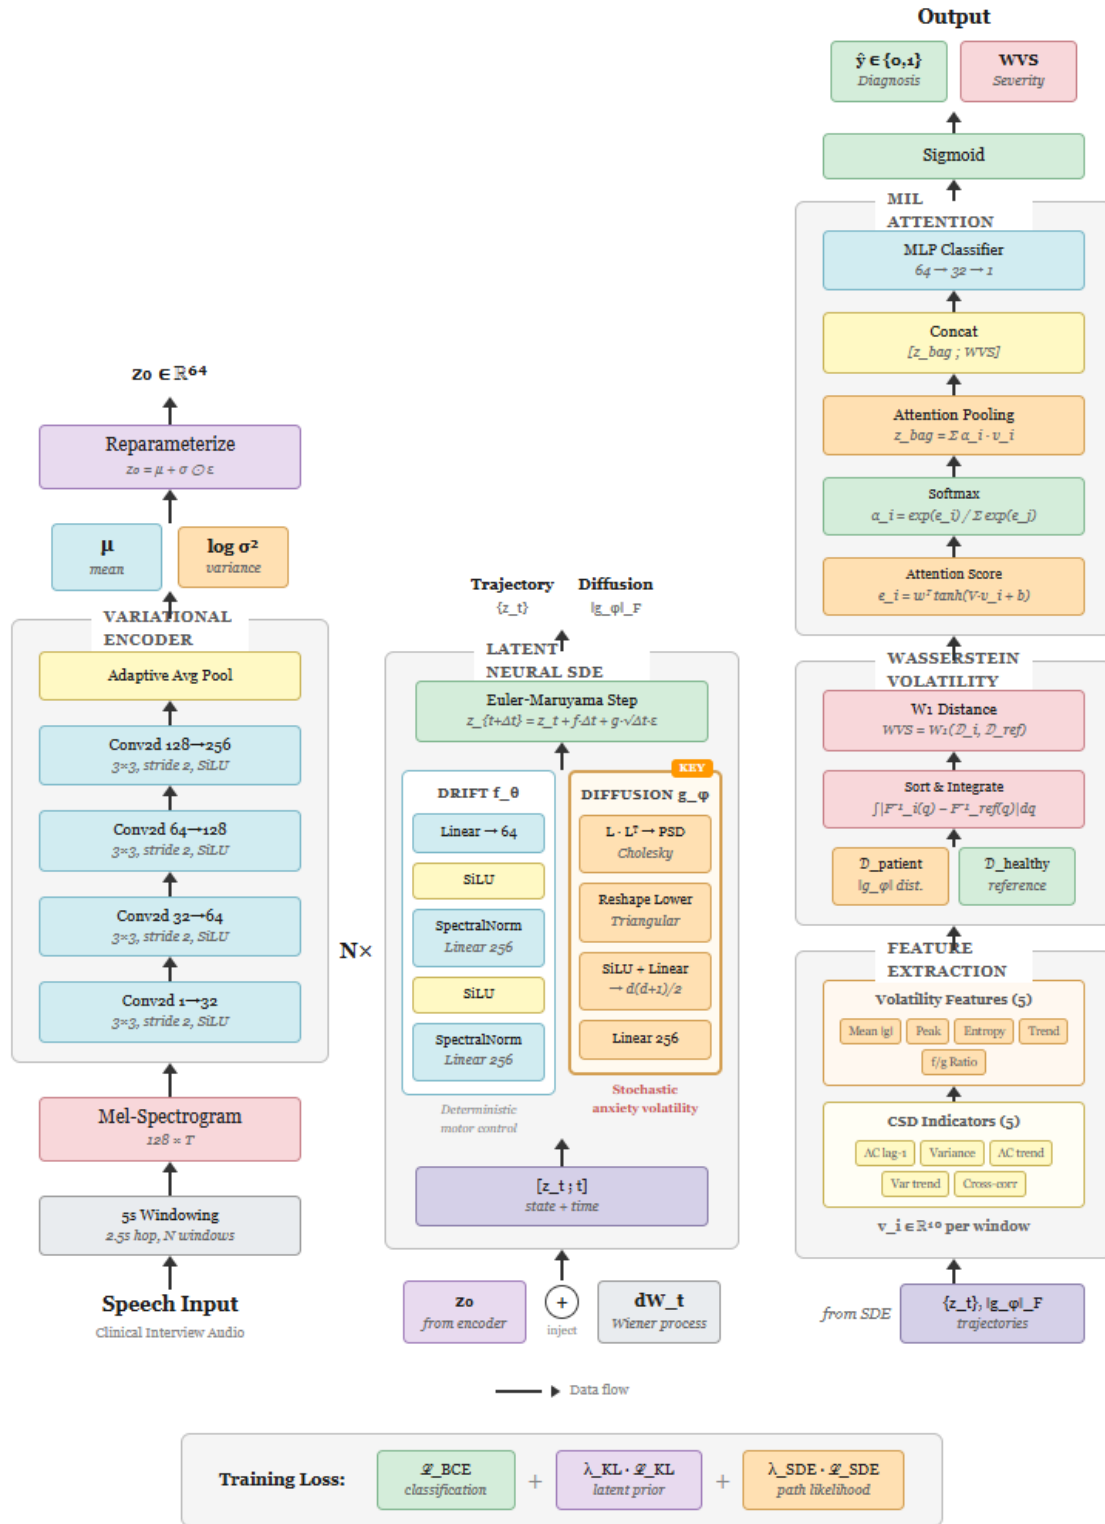 Output
ŷ ∈ {0,1}
Diagnosis
WVS
Severity
Sigmoid
MIL
ATTENTION
MLP Classifier
64 → 32 → 1
Concat
[z_bag ; WVS]
Attention Pooling
z_bag = Σ α_i · v_i
Softmax
α_i = exp(e_i) / Σ exp(e_j)
Attention Score
e_i = wᵀ tanh(V·v_i + b)
WASSERSTEIN
VOLATILITY
W1 Distance
WVS = W₁(𝒟_i, 𝒟_ref)
Sort & Integrate
∫|F⁻¹_i(q) − F⁻¹_ref(q)|dq
𝒟_patient
‖g_φ‖ dist.
𝒟_healthy
reference
FEATURE
EXTRACTION
Volatility Features (5)
Mean |g|
Peak
Entropy
Trend
f/g Ratio
CSD Indicators (5)
AC lag-1
Variance
AC trend
Var trend
Cross-corr
v_i ∈ ℝ¹⁰ per window
from SDE
{z_t}, ‖g_φ‖_F
trajectories
z₀ ∈ ℝ⁶⁴
Reparameterize
z₀ = μ + σ ⊙ ε
μ
mean
log σ²
variance
VARIATIONAL
ENCODER
Adaptive Avg Pool
Conv2d 128→256
3×3, stride 2, SiLU
Conv2d 64→128
3×3, stride 2, SiLU
Conv2d 32→64
3×3, stride 2, SiLU
Conv2d 1→32
3×3, stride 2, SiLU
Mel-Spectrogram
128 × T
5s Windowing
2.5s hop, N windows
Speech Input
Clinical Interview Audio
N×
Trajectory
{z_t}
Diffusion
‖g_φ‖_F
LATENT
NEURAL SDE
Euler-Maruyama Step
z_{t+Δt} = z_t + f·Δt + g·√Δt·ε
DRIFT f_θ
Linear → 64
SiLU
SpectralNorm
Linear 256
SiLU
SpectralNorm
Linear 256
Deterministic
motor control
KEY
DIFFUSION g_φ
L · Lᵀ → PSD
Cholesky
Reshape Lower
Triangular
SiLU + Linear
→ d(d+1)/2
Linear 256
Stochastic
anxiety volatility
[z_t ; t]
state + time
z₀
from encoder
+
inject
dW_t
Wiener process
Data flow
Training Loss:
ℒ_BCE
classification
+
λ_KL · ℒ_KL
latent prior
+
λ_SDE · ℒ_SDE
path likelihood